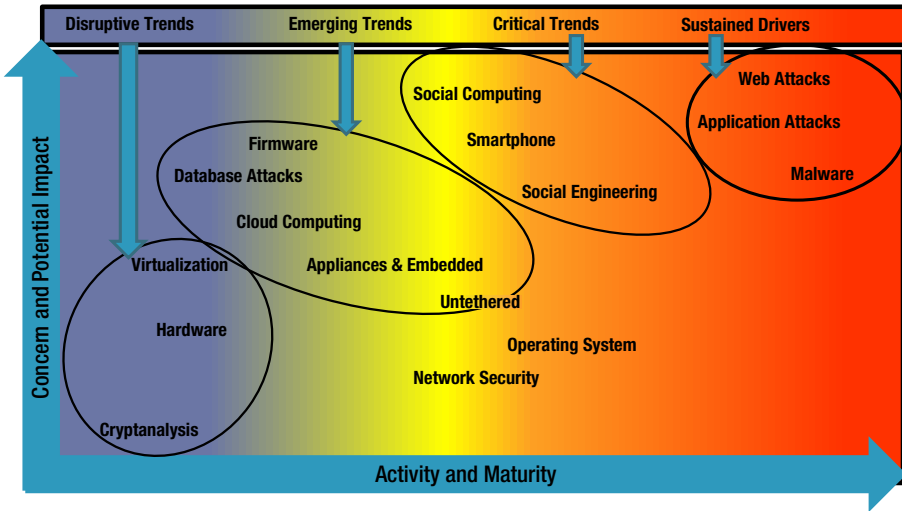 Disruptive Trends
Emerging Trends
Critical Trends
Sustained Drivers
Web Attacks
Social Computing
Application Attacks
Smartphone
Firmware
Malware
Database Attacks
Social Engineering
Cloud Computing
Virtualization
Appliances & Embedded
Untethered
Hardware
Operating System
Network Security
Cryptanalysis
Concern and Potential Impact
Activity and Maturity